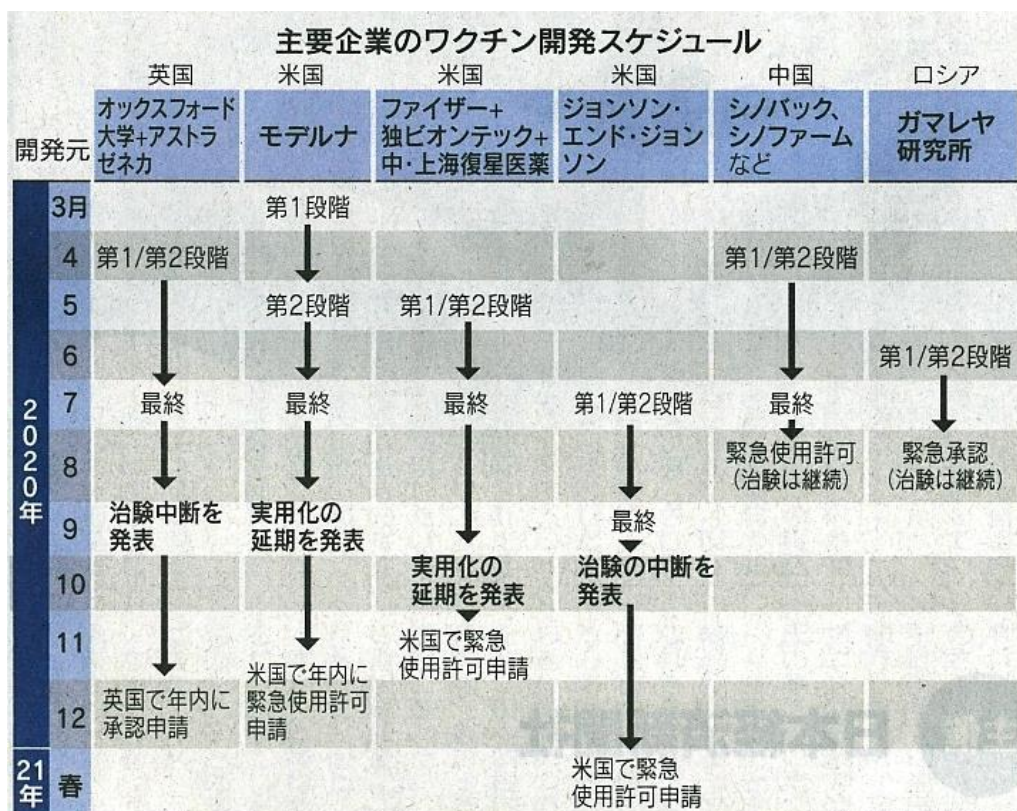 主要企業のワクチン開発スケジュール
英国
米国
米国
米国
中国
ロシア
開発元
オックスフォード
大学+アストラ
ゼネカ
モデルナ
ファイザー+
独ビオンテック+
中・上海復星医薬
ジョンソン・
エンド・ジョン
ソン
シノバック、
シノファーム
など
ガマレヤ
研究所
2020年
3月
第1段階
4
第1/第2段階
第1/第2段階
5
第2段階
第1/第2段階
6
第1/第2段階
7
最終
最終
最終
第1/第2段階
最終
8
緊急使用許可
(治験は継続)
緊急承認
(治験は継続)
9
治験中断を
発表
実用化の
延期を発表
最終
10
実用化の
延期を発表
治験の中断を
発表
11
米国で緊急
使用許可申請
12
英国で年内に
承認申請
米国で年内に
緊急使用許可
申請
21年
春
米国で緊急
使用許可申請
日本経済新聞社